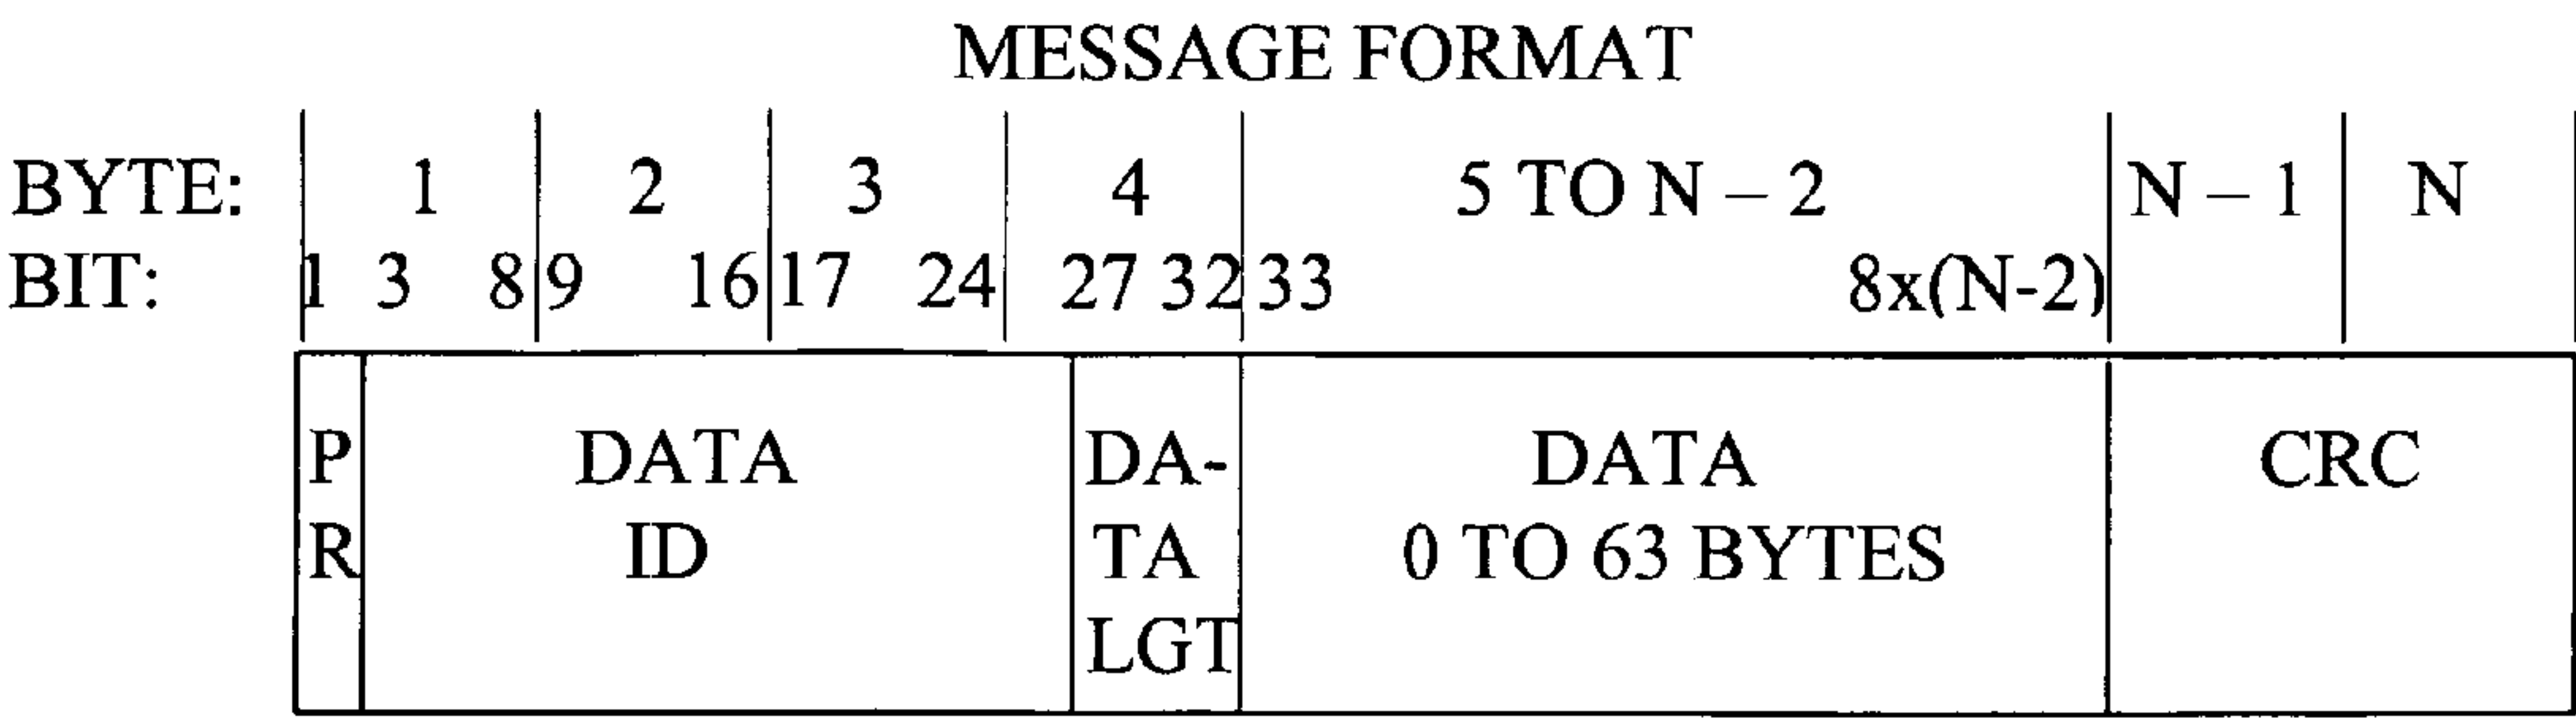 MESSAGE FORMAT
BYTE: 1 2 3 4 5 TO N – 2 N – 1 N
BIT: 1 3 8 9 16 17 24 27 32 33 8x(N-2)
P DATA DA- DATA CRC
R ID TA 0 TO 63 BYTES
LGT